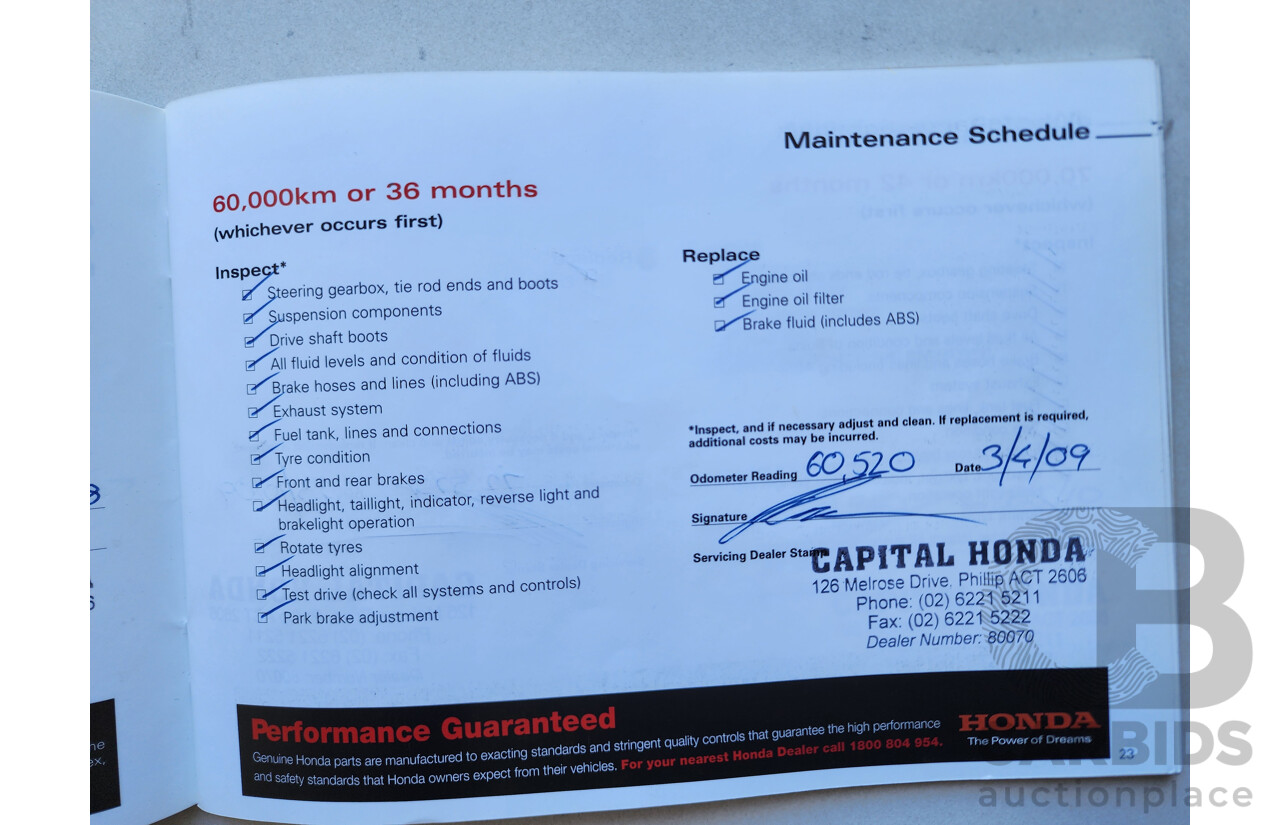 Maintenance Schedule
60,000km or 36 months
(whichever occurs first)
Inspect*
Steering gearbox, tie rod ends and boots
Suspension components
Drive shaft boots
All fluid levels and condition of fluids
Brake hoses and lines (including ABS)
Exhaust system
Fuel tank, lines and connections
Tyre condition
Front and rear brakes
Headlight, taillight, indicator, reverse light and
brakelight operation
Rotate tyres
Headlight alignment
Test drive (check all systems and controls)
Park brake adjustment
Replace
Engine oil
Engine oil filter
Brake fluid (includes ABS)
*Inspect, and if necessary adjust and clean. If replacement is required,
additional costs may be incurred.
Odometer Reading 60,520 Date 3/4/09
Signature
Servicing Dealer Stamp CAPITAL HONDA
126 Melrose Drive, Phillip ACT 2606
Phone: (02) 6221 5211
Fax: (02) 6221 5222
Dealer Number: 80070
Performance Guaranteed
Genuine Honda parts are manufactured to exacting standards and stringent quality controls that guarantee the high performance
and safety standards that Honda owners expect from their vehicles. For your nearest Honda Dealer call 1800 804 954.
HONDA
The Power of Dreams
23
CARBIDS
auctionplace